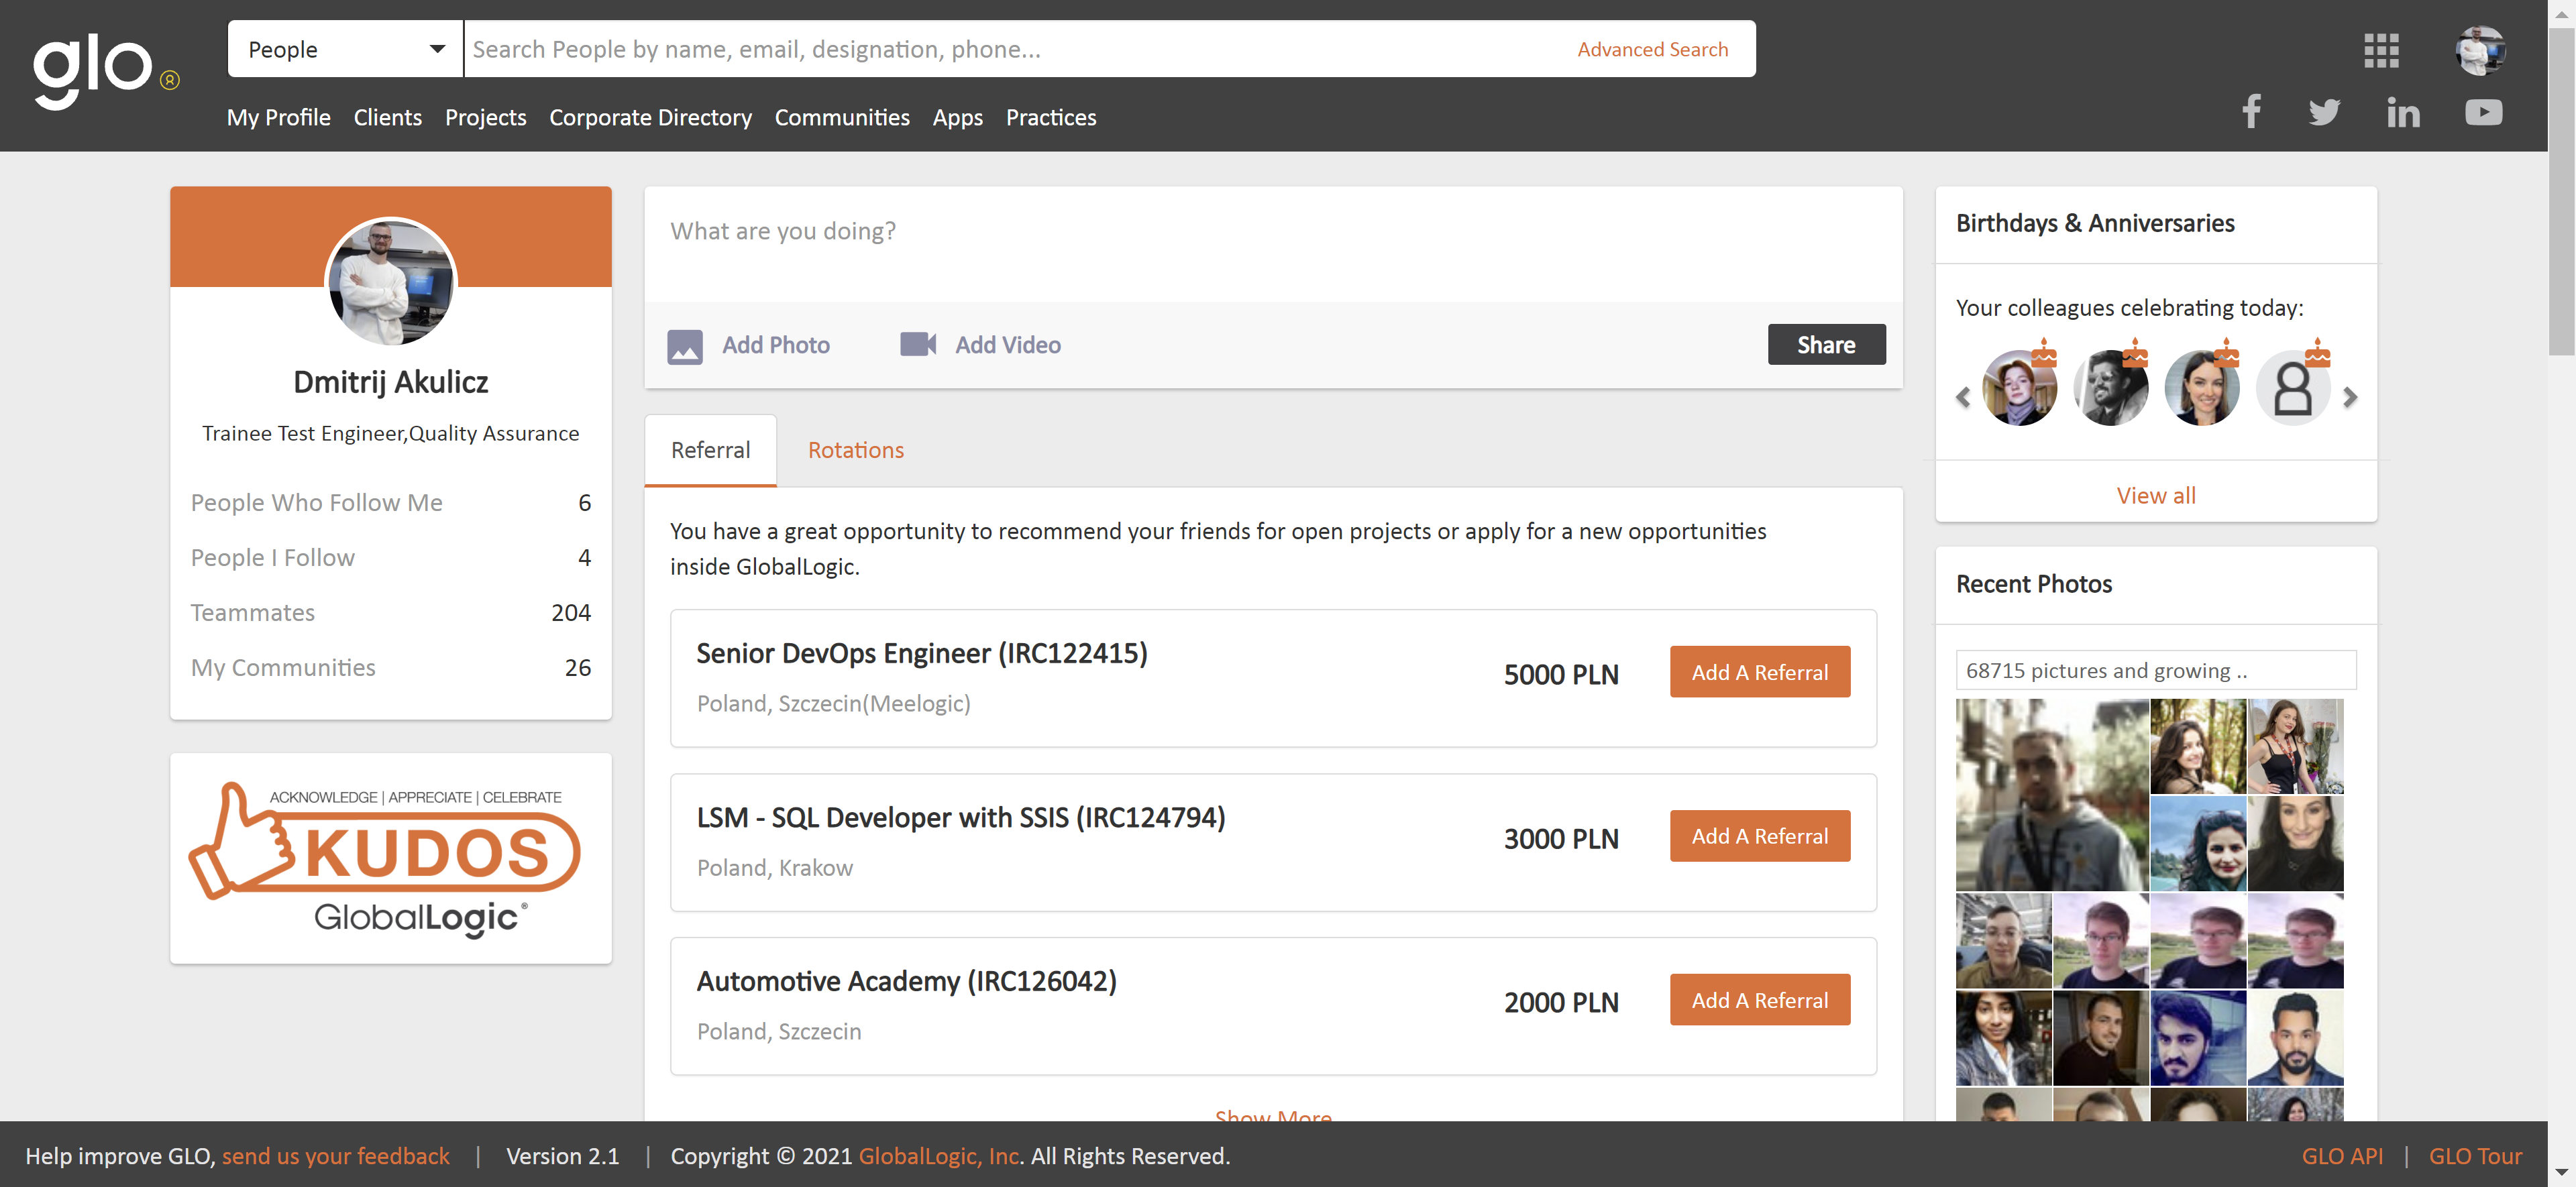 glo
People
Search People by name, email, designation, phone...
Advanced Search
My Profile
Clients
Projects
Corporate Directory
Communities
Apps
Practices
Dmitrij Akulicz
Trainee Test Engineer,Quality Assurance
People Who Follow Me 6
People I Follow 4
Teammates 204
My Communities 26
ACKNOWLEDGE | APPRECIATE | CELEBRATE
KUDOS
GlobalLogic®
What are you doing?
Add Photo
Add Video
Share
Referral
Rotations
You have a great opportunity to recommend your friends for open projects or apply for a new opportunities
inside GlobalLogic.
Senior DevOps Engineer (IRC122415)
Poland, Szczecin(Meelogic)
5000 PLN
Add A Referral
LSM - SQL Developer with SSIS (IRC124794)
Poland, Krakow
3000 PLN
Add A Referral
Automotive Academy (IRC126042)
Poland, Szczecin
2000 PLN
Add A Referral
Show More
Birthdays & Anniversaries
Your colleagues celebrating today:
View all
Recent Photos
68715 pictures and growing ..
Help improve GLO, send us your feedback | Version 2.1 | Copyright © 2021 GlobalLogic, Inc. All Rights Reserved.
GLO API | GLO Tour